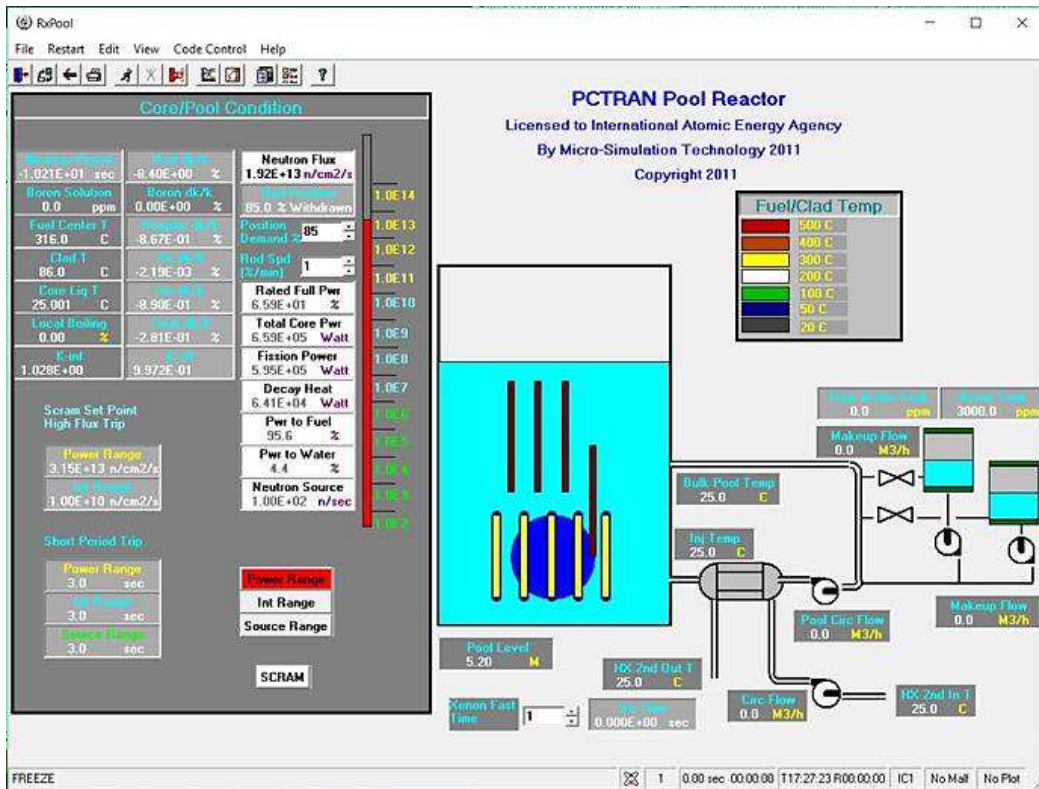 RxPool
File Restart Edit View Code Control Help
Core/Pool Condition
-1.021E+01 sec
-8.40E+00 %
Neutron Flux
1.92E+13 n/cm2/s
Boron Solution
0.0 ppm
Boron dk/k
0.00E+00 %
85.0 % Withdrawn
Fuel Center T
316.0 C
-8.67E-01 %
Position
Demand %
85
Clad T
86.0 C
-2.19E-03 %
Rod Spd
(%/min)
1
Core Liq T
25.001 C
-8.90E-01 %
Rated Full Pwr
6.59E+01 %
Local Boiling
0.00 %
-2.81E-01 %
Total Core Pwr
6.59E+05 Watt
K-inf
1.028E+00
9.972E-01
Fission Power
5.95E+05 Watt
Decay Heat
6.41E+04 Watt
Pwr to Fuel
95.6 %
Pwr to Water
4.4 %
Neutron Source
1.00E+02 n/sec
1.0E14
1.0E13
1.0E12
1.0E11
1.0E10
1.0E9
1.0E8
1.0E7
1.0E6
1.0E5
1.0E4
1.0E3
1.0E2
Scram Set Point
High Flux Trip
Power Range
3.15E+13 n/cm2/s
Int Range
1.00E+10 n/cm2/s
Short Period Trip
Power Range
3.0 sec
Int Range
3.0 sec
Source Range
3.0 sec
Power Range
Int Range
Source Range
SCRAM
PCTRAN Pool Reactor
Licensed to International Atomic Energy Agency
By Micro-Simulation Technology 2011
Copyright 2011
Fuel/Clad Temp
500 C
400 C
300 C
200 C
100 C
50 C
20 C
0.0 ppm
3000.0 ppm
Makeup Flow
0.0 M3/h
Bulk Pool Temp
25.0 C
Inj Temp
25.0 C
Pool Circ Flow
0.0 M3/h
Makeup Flow
0.0 M3/h
Pool Level
5.20 M
HX 2nd Out T
25.0 C
Circ Flow
0.0 M3/h
HX 2nd In T
25.0 C
Xenon Fast
Time
1
0.000E+00 sec
FREEZE
1
0.00 sec 00:00:00
T17:27:23 R00:00:00
IC1
No Malf
No Plot